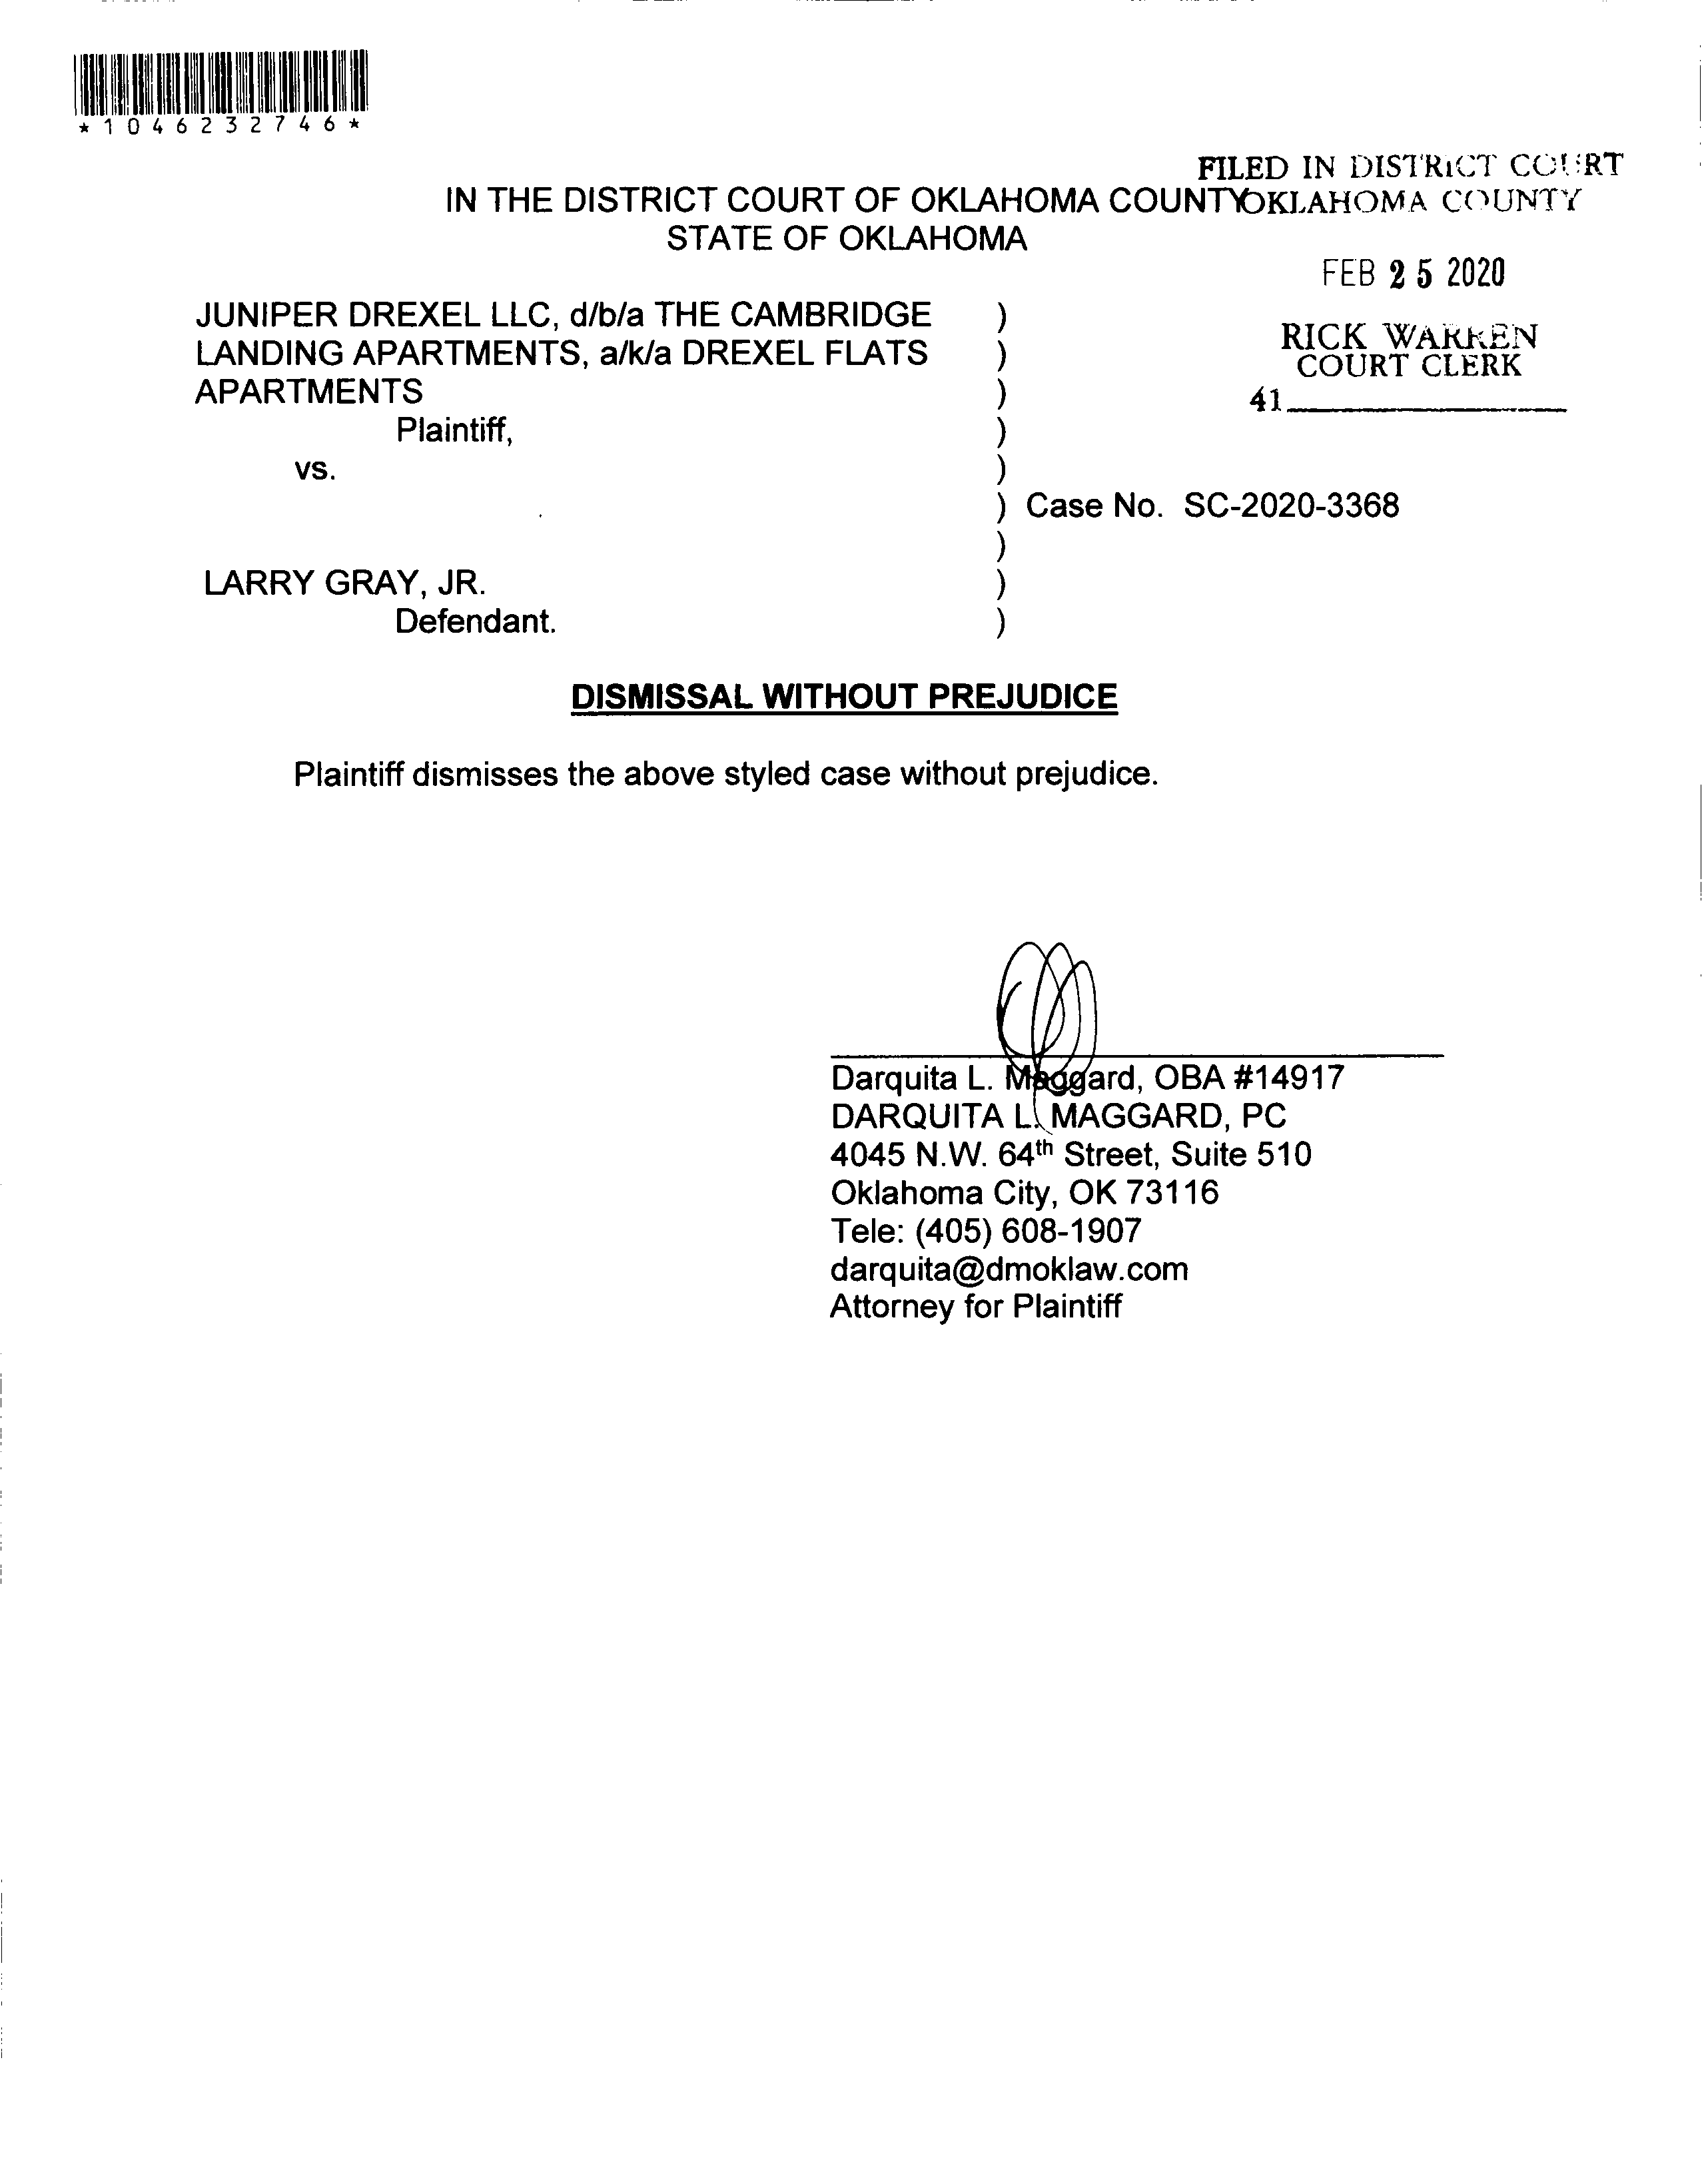 *1046232746*
FILED IN DISTRICT COURT
IN THE DISTRICT COURT OF OKLAHOMA COUNTY OKLAHOMA COUNTY
STATE OF OKLAHOMA
FEB 25 2020
JUNIPER DREXEL LLC, d/b/a THE CAMBRIDGE )
RICK WARREN
LANDING APARTMENTS, a/k/a DREXEL FLATS )
COURT CLERK
APARTMENTS )
41
Plaintiff, )
vs. )
) Case No. SC-2020-3368
)
LARRY GRAY, JR. )
Defendant. )
DISMISSAL WITHOUT PREJUDICE
Plaintiff dismisses the above styled case without prejudice.
Darquita L. Maggard, OBA #14917
DARQUITA L. MAGGARD, PC
4045 N.W. 64th Street, Suite 510
Oklahoma City, OK 73116
Tele: (405) 608-1907
darquita@dmoklaw.com
Attorney for Plaintiff